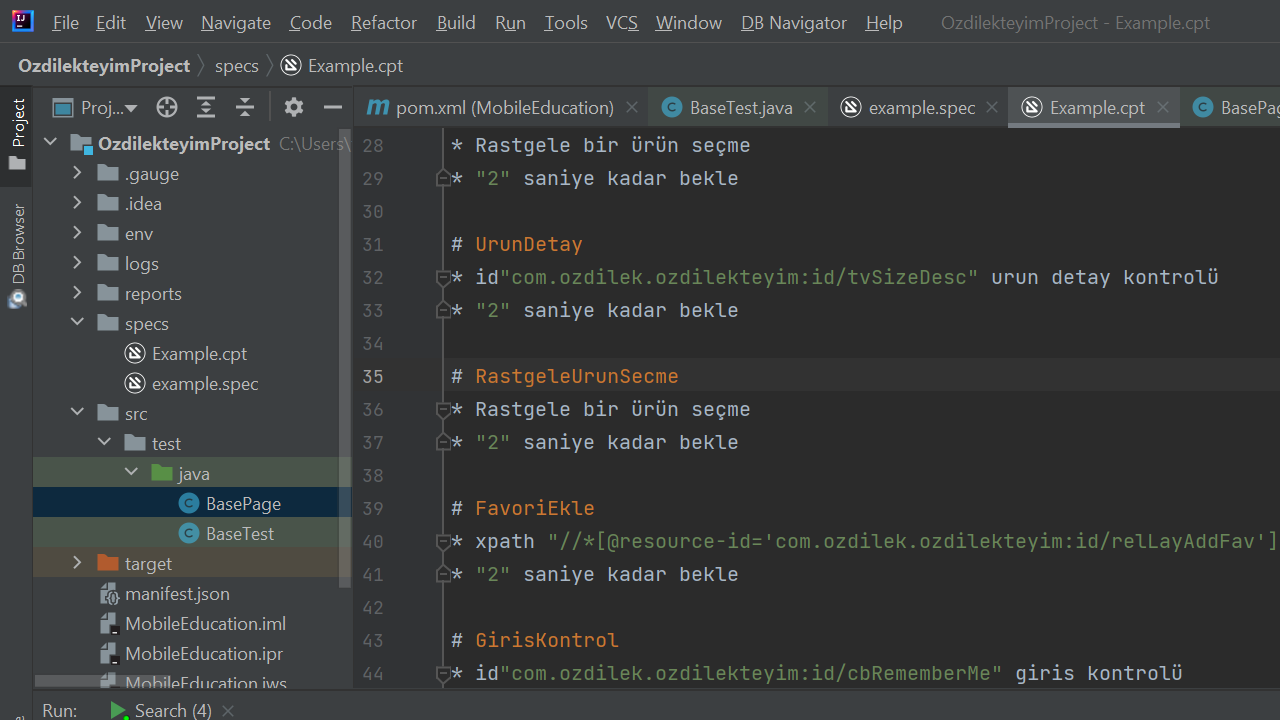 File Edit View Navigate Code Refactor Build Run Tools VCS Window DB Navigator Help OzdilekteyimProject - Example.cpt
OzdilekteyimProject specs Example.cpt
Project
DB Browser
Proj...
OzdilekteyimProject C:\Users\
.gauge
.idea
env
logs
reports
specs
Example.cpt
example.spec
src
test
java
BasePage
BaseTest
target
manifest.json
MobileEducation.iml
MobileEducation.ipr
MobileEducation.iws
pom.xml (MobileEducation) BaseTest.java example.spec Example.cpt BasePag
28 * Rastgele bir ürün seçme
29 * "2" saniye kadar bekle
30
31 # UrunDetay
32 * id"com.ozdilek.ozdilekteyim:id/tvSizeDesc" urun detay kontrolü
33 * "2" saniye kadar bekle
34
35 # RastgeleUrunSecme
36 * Rastgele bir ürün seçme
37 * "2" saniye kadar bekle
38
39 # FavoriEkle
40 * xpath "//*[@resource-id='com.ozdilek.ozdilekteyim:id/relLayAddFav']
41 * "2" saniye kadar bekle
42
43 # GirisKontrol
44 * id"com.ozdilek.ozdilekteyim:id/cbRememberMe" giris kontrolü
Run: Search (4)